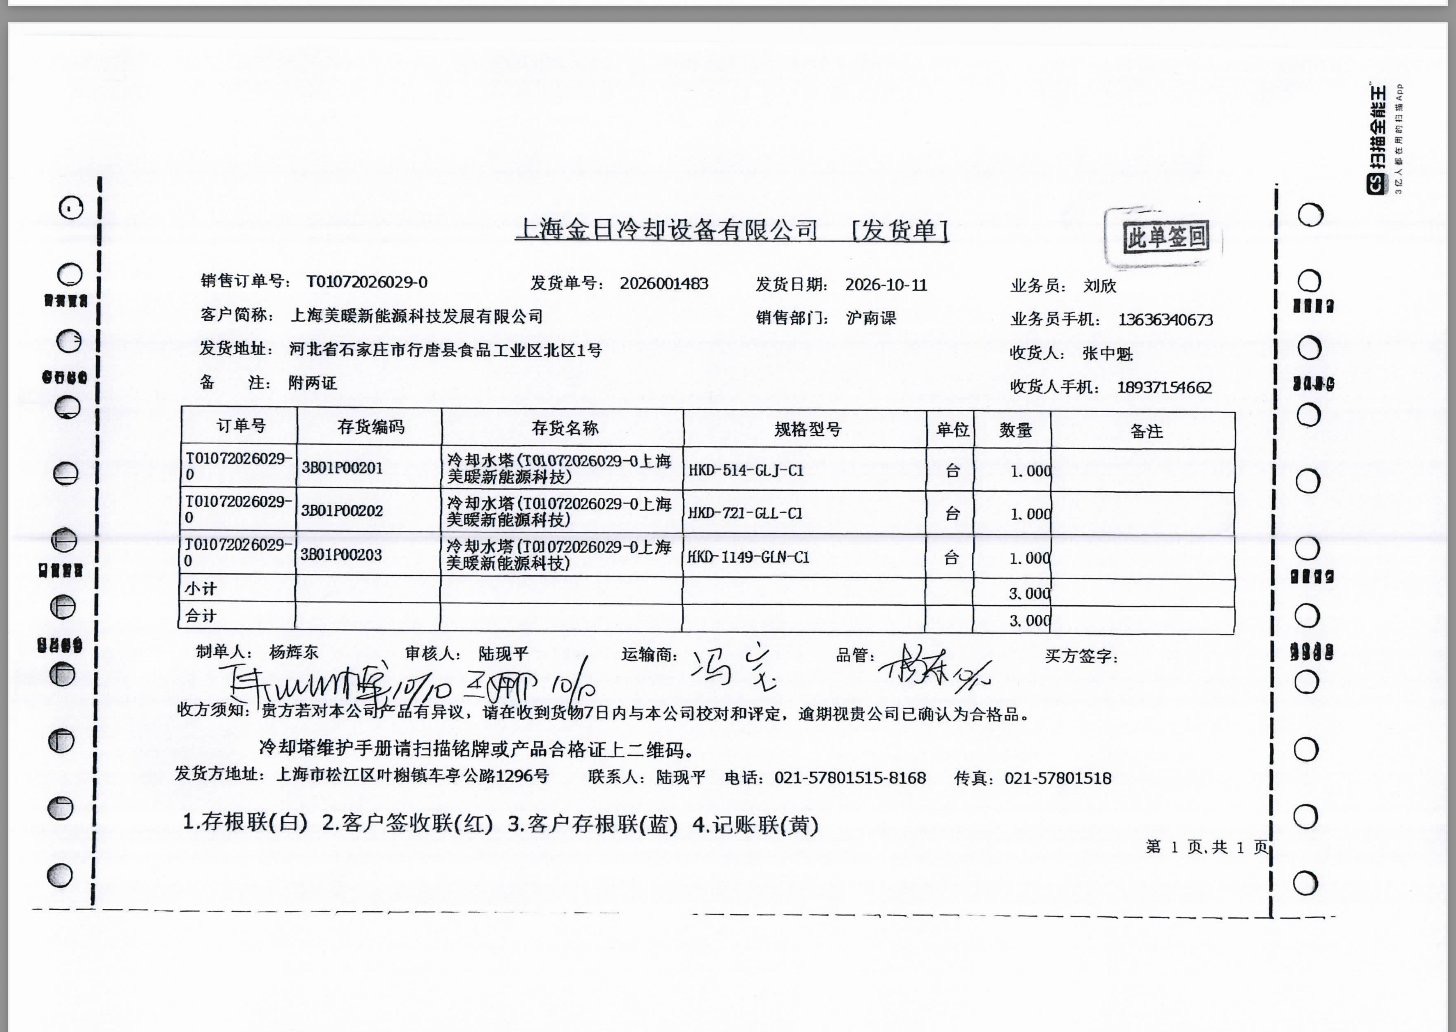 CS 扫描全能王
3亿人都在用的扫描App
上海金日冷却设备有限公司 [发货单]
此单签回
销售订单号: T01072026029-0 发货单号: 2026001483 发货日期: 2026-10-11 业务员: 刘欣
客户简称: 上海美暖新能源科技发展有限公司 销售部门: 沪南课 业务员手机: 13636340673
发货地址: 河北省石家庄市行唐县食品工业区北区1号 收货人: 张中魁
备 注: 附两证 收货人手机: 18937154662
订单号 存货编码 存货名称 规格型号 单位 数量 备注
T01072026029-0 3B01P00201 冷却水塔(T01072026029-0上海美暖新能源科技) HKD-514-GLJ-C1 台 1.000
T01072026029-0 3B01P00202 冷却水塔(T01072026029-0上海美暖新能源科技) HKD-721-GLL-C1 台 1.000
T01072026029-0 3B01P00203 冷却水塔(T01072026029-0上海美暖新能源科技) HKD-1149-GLN-C1 台 1.000
小计 3.000
合计 3.000
制单人: 杨辉东 审核人: 陆现平 运输商: 品管: 买方签字:
10/10 10/10
收方须知: 贵方若对本公司产品有异议, 请在收到货物7日内与本公司校对和评定, 逾期视贵公司已确认为合格品。
冷却塔维护手册请扫描铭牌或产品合格证上二维码。
发货方地址: 上海市松江区叶榭镇车亭公路1296号 联系人: 陆现平 电话: 021-57801515-8168 传真: 021-57801518
1.存根联(白) 2.客户签收联(红) 3.客户存根联(蓝) 4.记账联(黄)
第 1 页,共 1 页